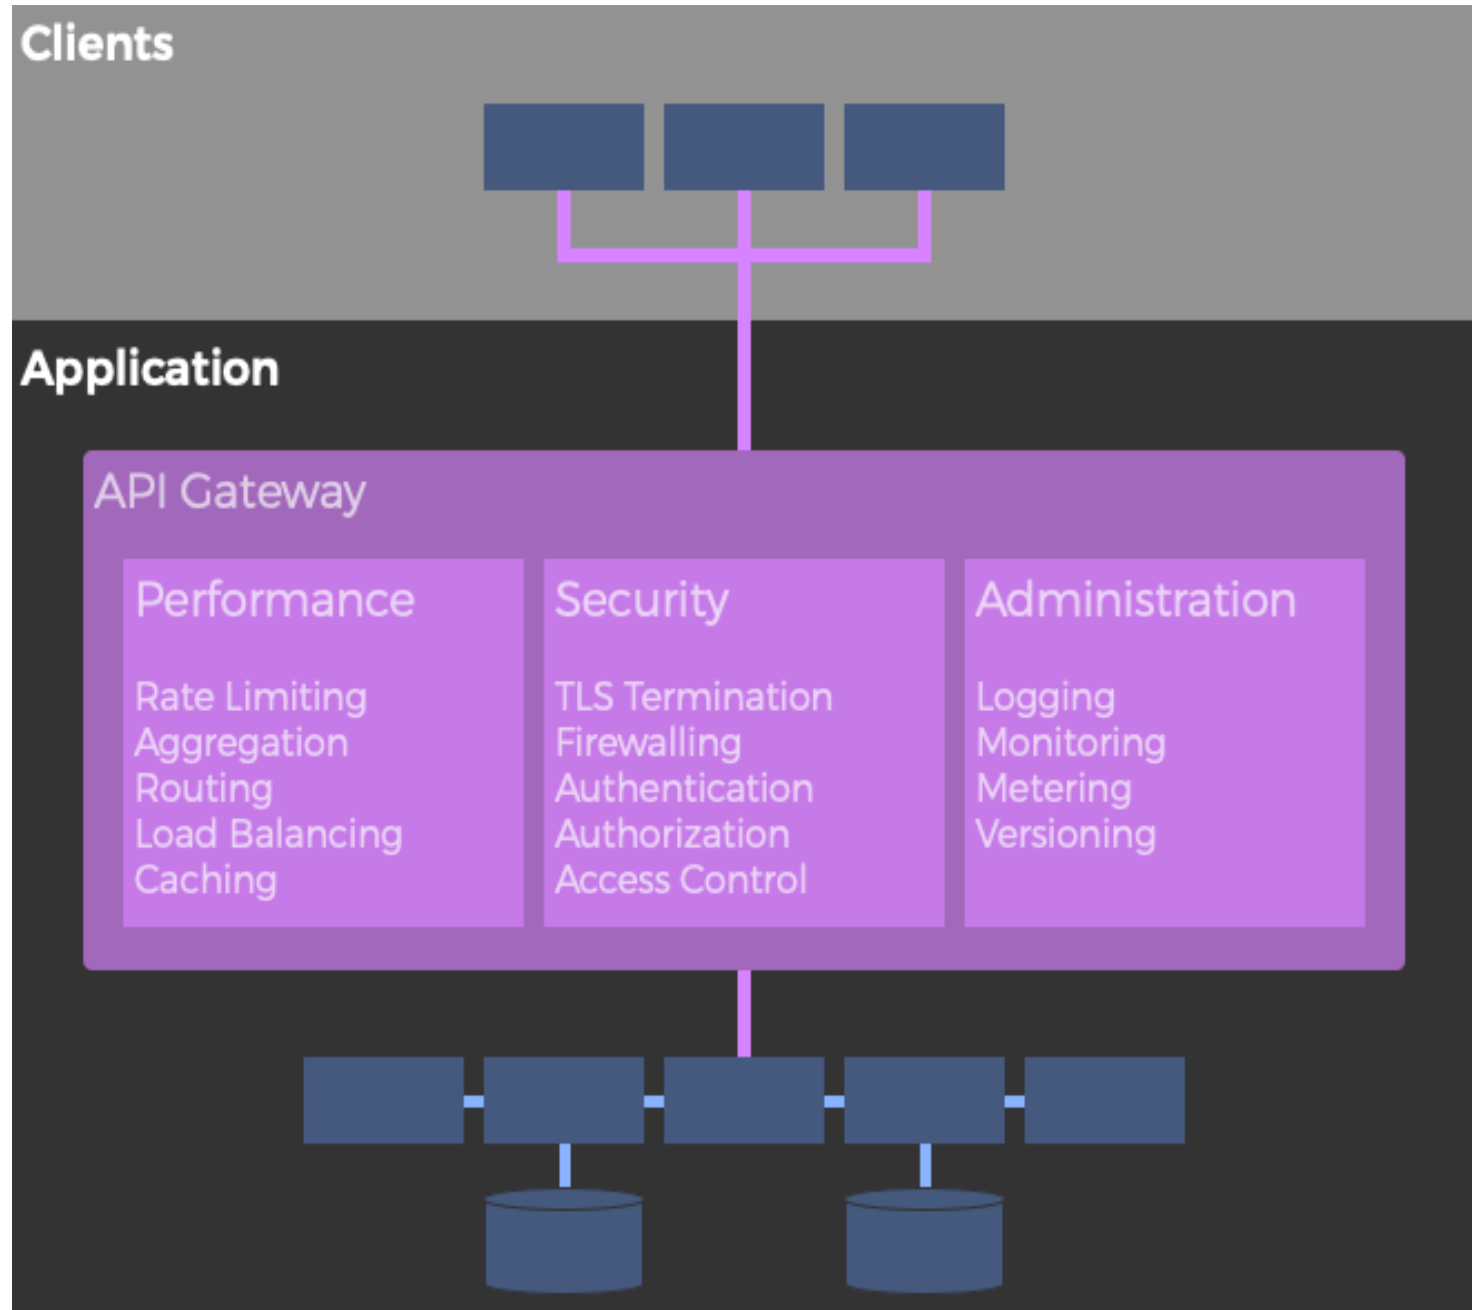 Clients
Application
API Gateway
Performance
Rate Limiting
Aggregation
Routing
Load Balancing
Caching
Security
TLS Termination
Firewalling
Authentication
Authorization
Access Control
Administration
Logging
Monitoring
Metering
Versioning